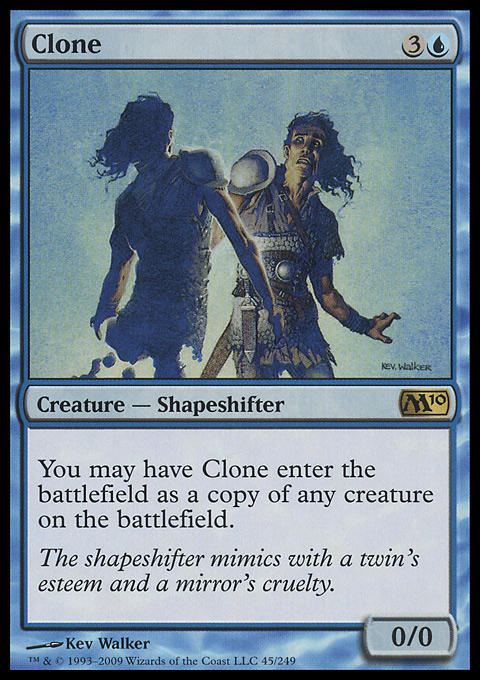 Clone 3
KEV. WALKER
Creature — Shapeshifter M10
You may have Clone enter the
battlefield as a copy of any creature
on the battlefield.
The shapeshifter mimics with a twin's
esteem and a mirror's cruelty.
Kev Walker
0/0
™ & © 1993–2009 Wizards of the Coast LLC 45/249